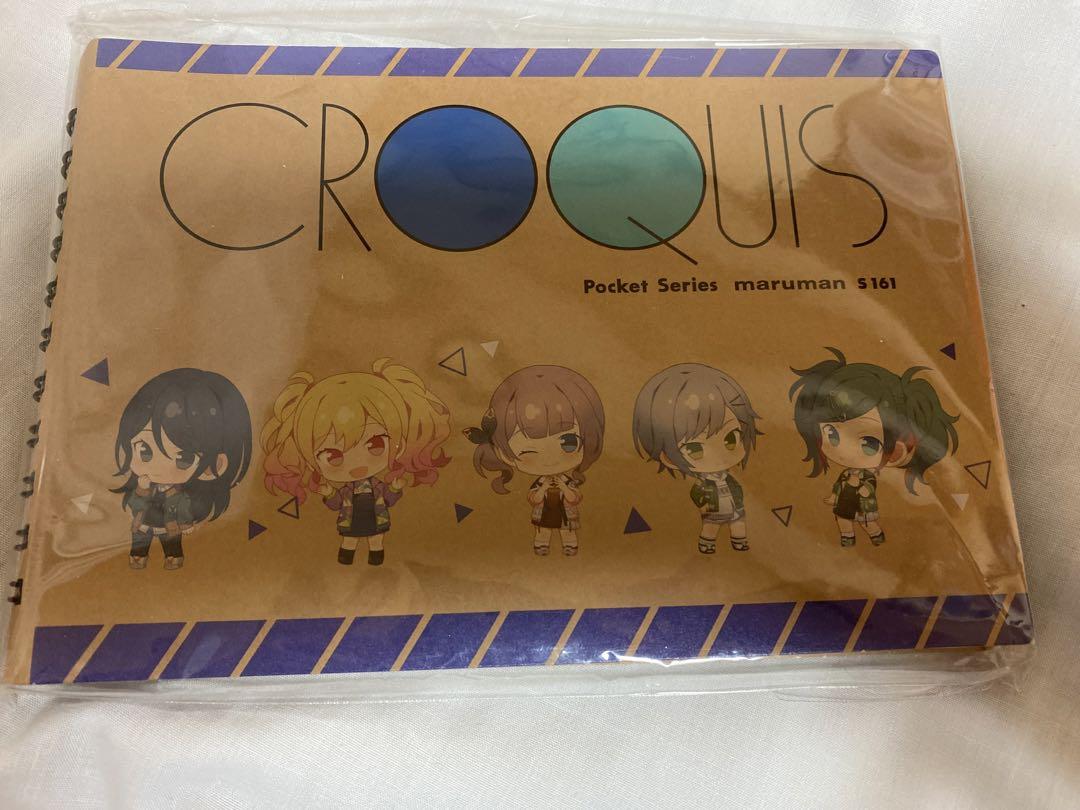 CROQUIS
Pocket Series maruman S161